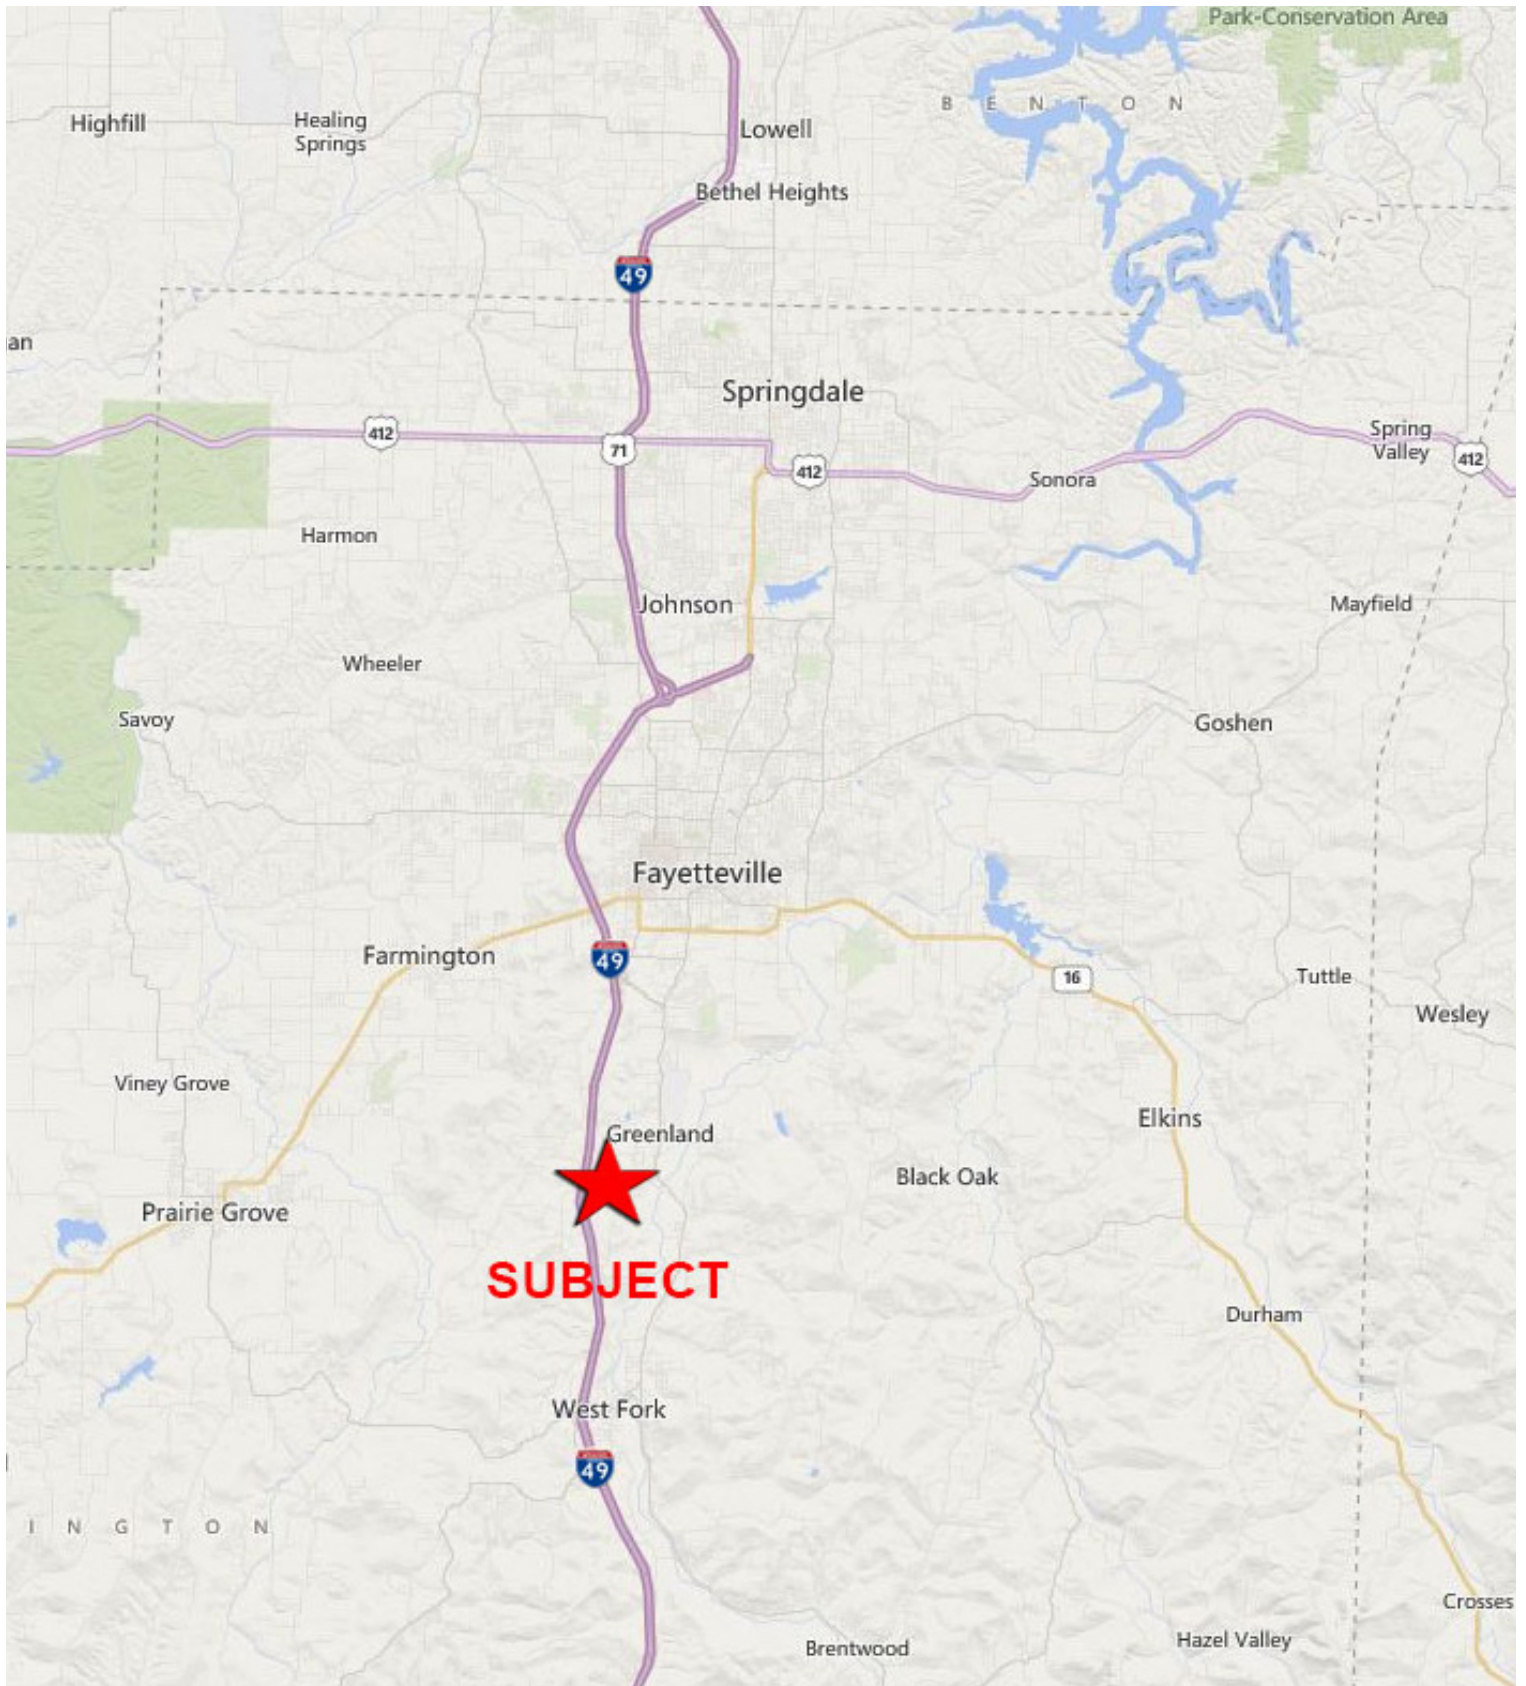 Park-Conservation Area
B E N T O N
Highfill
Healing
Springs
Lowell
Bethel Heights
49
an
Springdale
412
71
412
Spring
Valley
412
Sonora
Harmon
Johnson
Mayfield
Wheeler
Savoy
Goshen
Fayetteville
Farmington
49
16
Tuttle
Wesley
Viney Grove
Greenland
Elkins
Black Oak
Prairie Grove
SUBJECT
Durham
West Fork
49
I N G T O N
Crosses
Brentwood
Hazel Valley